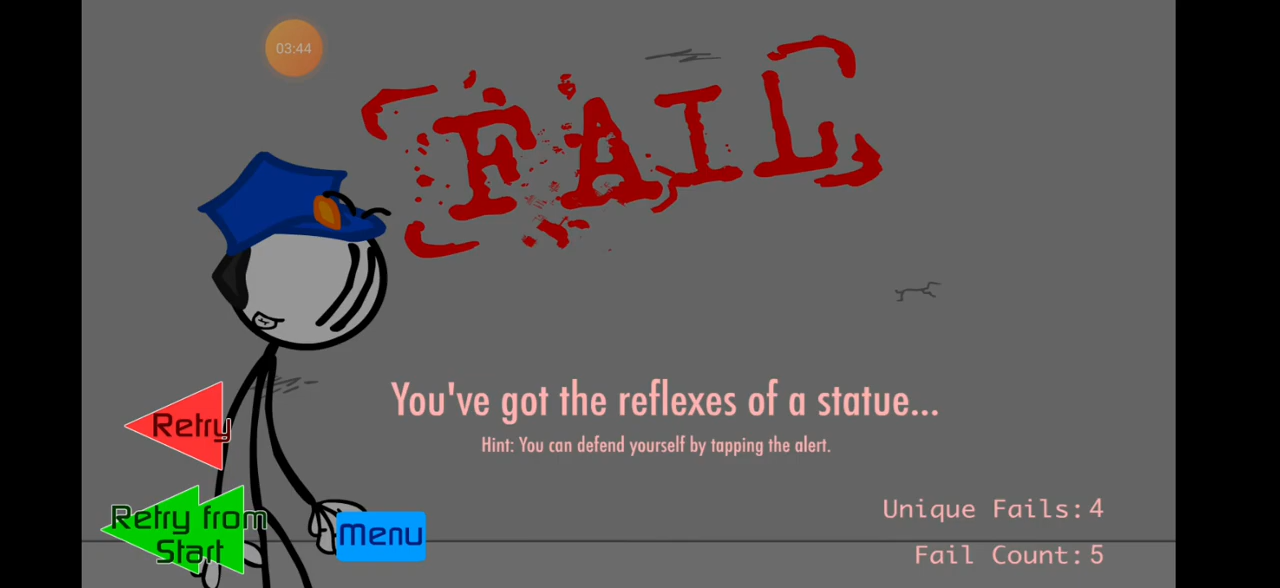 03:44
FAIL
You've got the reflexes of a statue...
Hint: You can defend yourself by tapping the alert.
Retry
Retry from
Start
Menu
Unique Fails: 4
Fail Count: 5